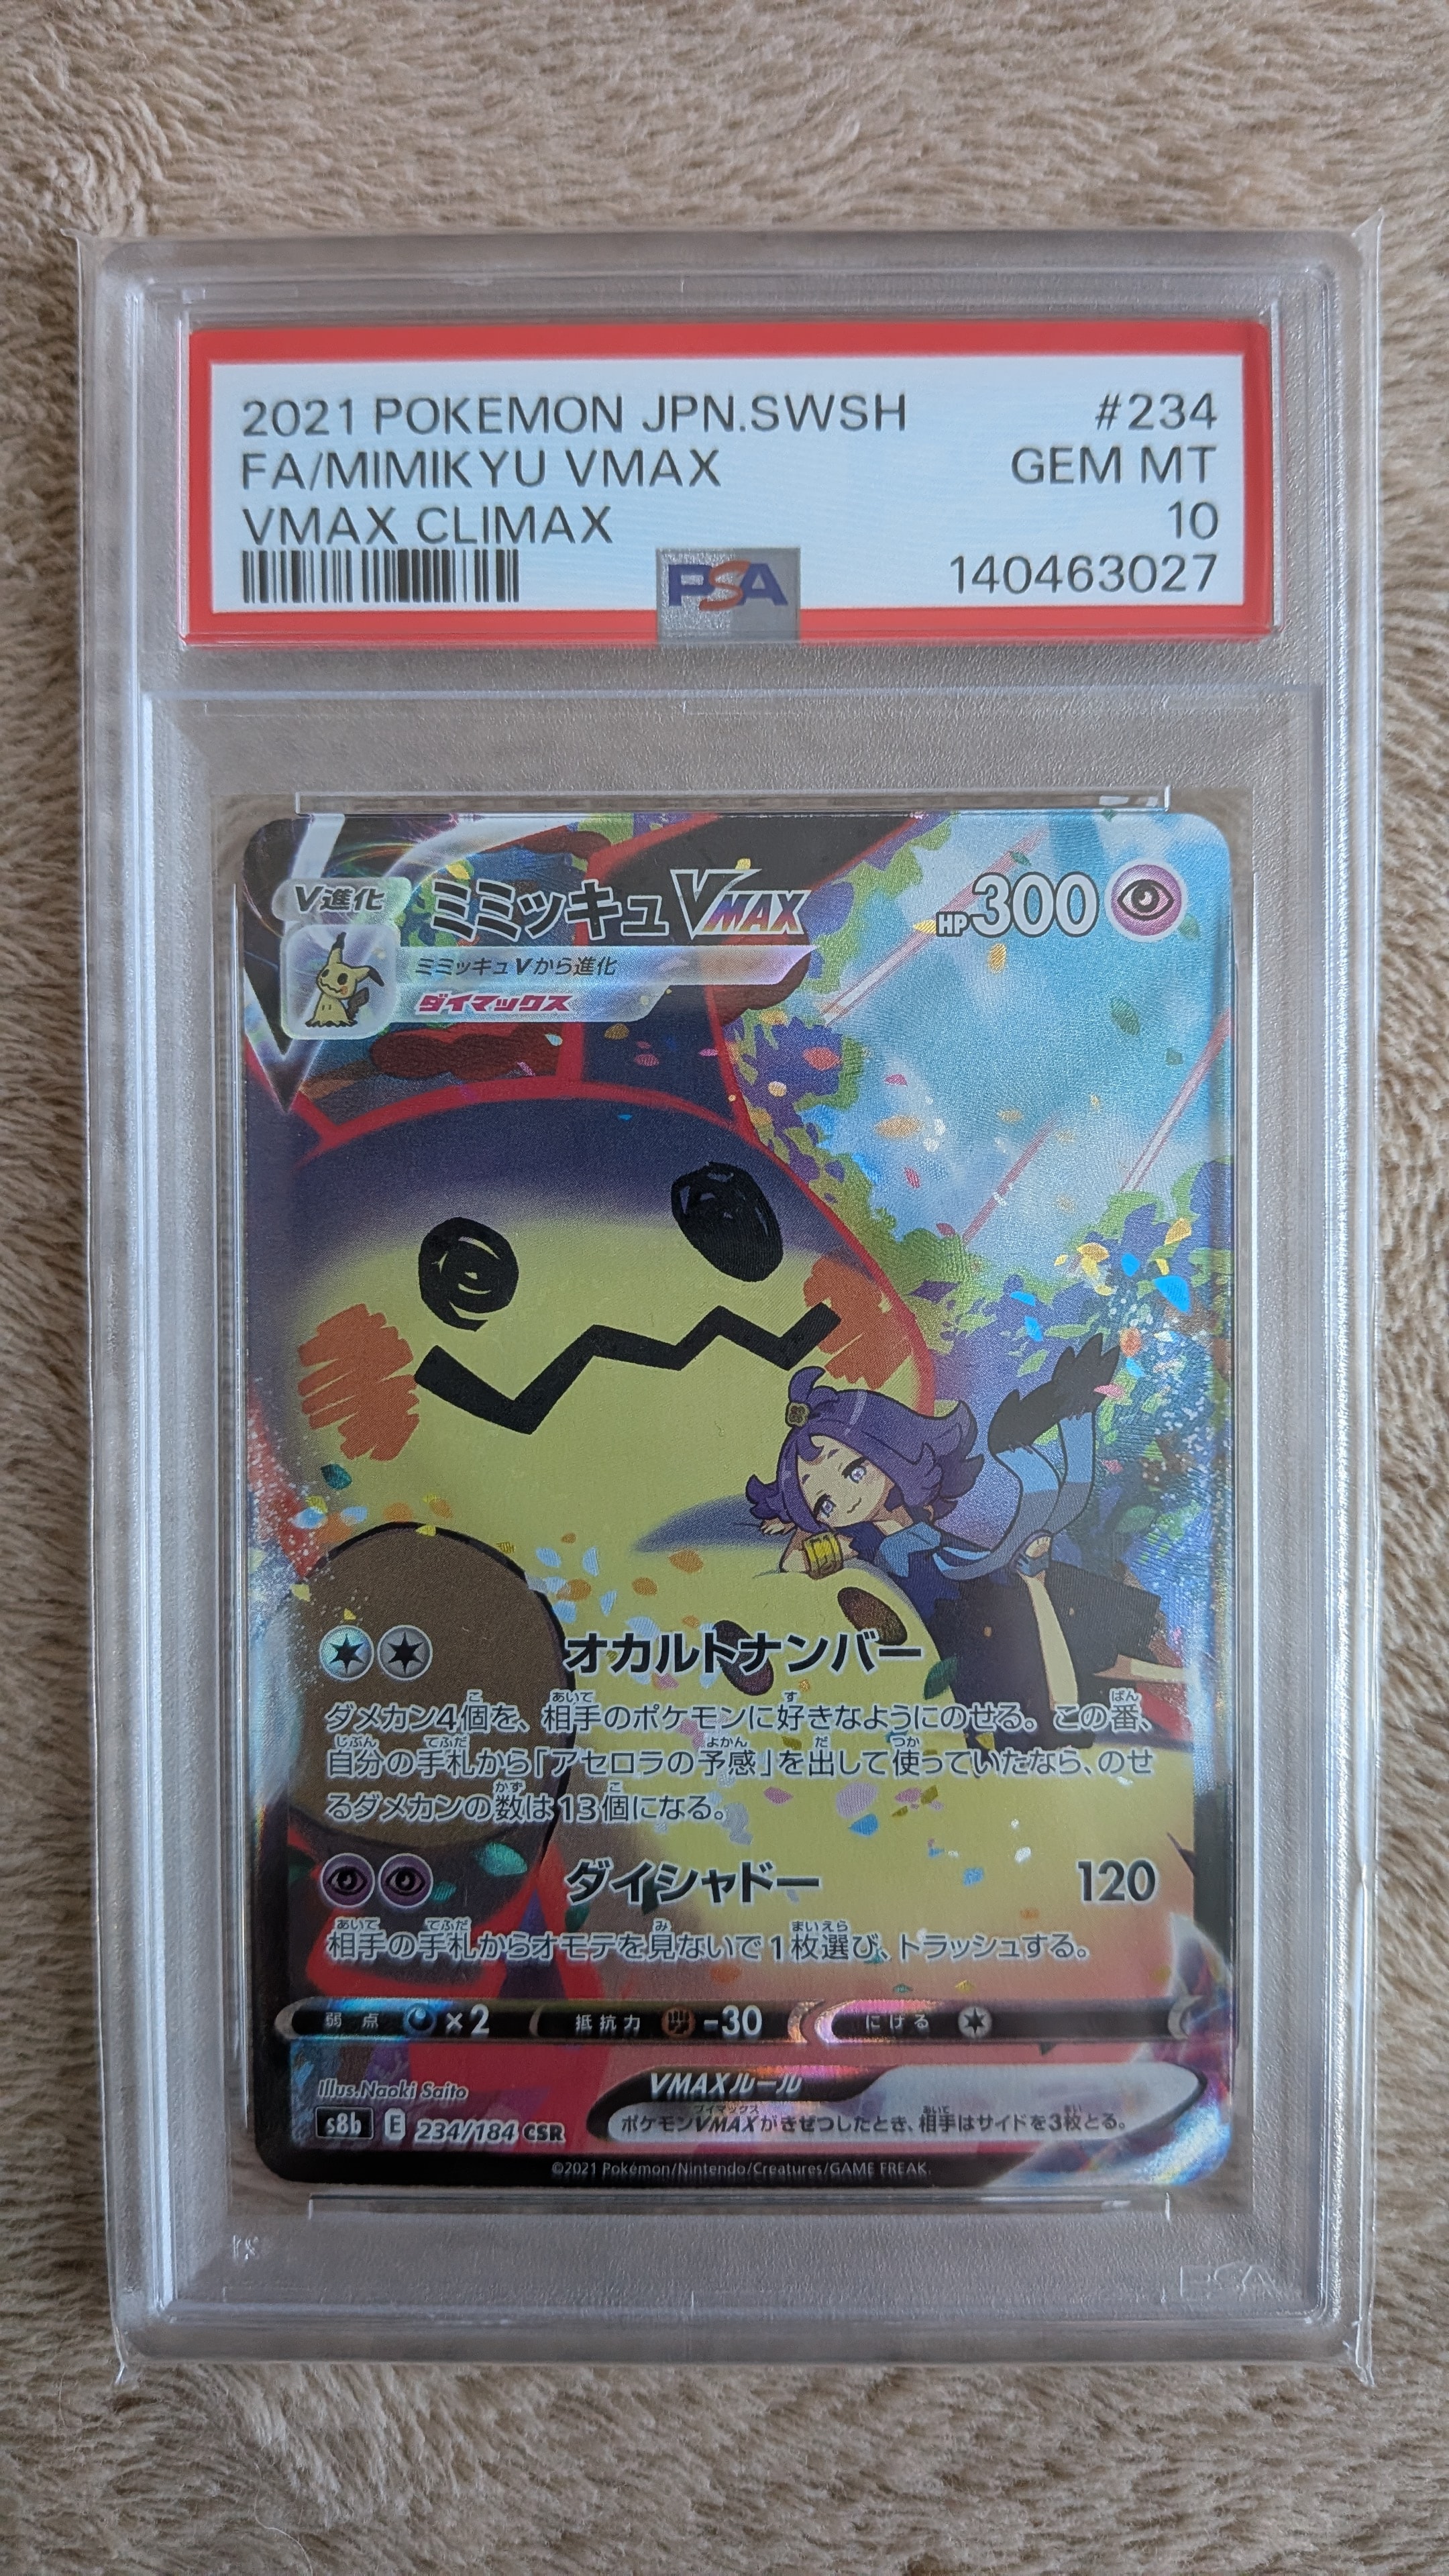 2021 POKEMON JPN.SWSH #234
FA/MIMIKYU VMAX GEM MT
VMAX CLIMAX 10
PSA 140463027
V進化 ミミッキュVMAX HP300
ミミッキュVから進化
ダイマックス
オカルトナンバー
ダメカン4個を、相手のポケモンに好きなようにのせる。この番、
自分の手札から「アセロラの予感」を出して使っていたなら、のせ
るダメカンの数は13個になる。
ダイシャドー 120
相手の手札からオモテを見ないで1枚選び、トラッシュする。
弱点 ×2 抵抗力 -30 にげる
Illus.Naoki Saito VMAXルール
s8b E 234/184 CSR ポケモンVMAXがきぜつしたとき、相手はサイドを3枚とる。
©2021 Pokémon/Nintendo/Creatures/GAME FREAK.
PSA